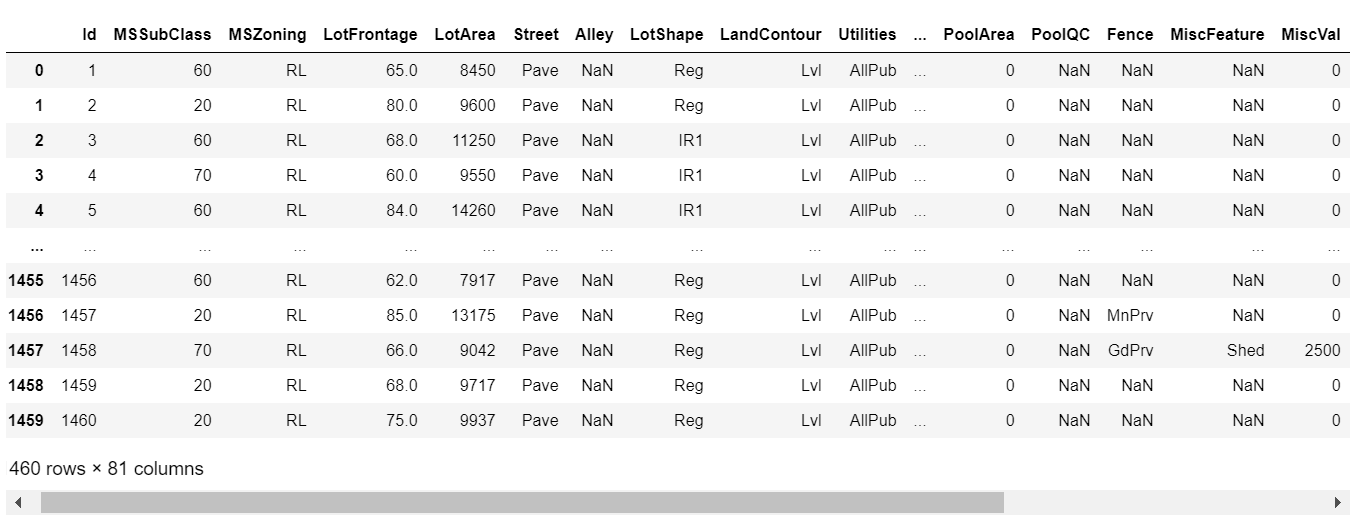 Id MSSubClass MSZoning LotFrontage LotArea Street Alley LotShape LandContour Utilities ... PoolArea PoolQC Fence MiscFeature MiscVal
0 1 60 RL 65.0 8450 Pave NaN Reg Lvl AllPub ... 0 NaN NaN NaN 0
1 2 20 RL 80.0 9600 Pave NaN Reg Lvl AllPub ... 0 NaN NaN NaN 0
2 3 60 RL 68.0 11250 Pave NaN IR1 Lvl AllPub ... 0 NaN NaN NaN 0
3 4 70 RL 60.0 9550 Pave NaN IR1 Lvl AllPub ... 0 NaN NaN NaN 0
4 5 60 RL 84.0 14260 Pave NaN IR1 Lvl AllPub ... 0 NaN NaN NaN 0
... ... ... ... ... ... ... ... ... ... ... ... ... ... ... ... ...
1455 1456 60 RL 62.0 7917 Pave NaN Reg Lvl AllPub ... 0 NaN NaN NaN 0
1456 1457 20 RL 85.0 13175 Pave NaN Reg Lvl AllPub ... 0 NaN MnPrv NaN 0
1457 1458 70 RL 66.0 9042 Pave NaN Reg Lvl AllPub ... 0 NaN GdPrv Shed 2500
1458 1459 20 RL 68.0 9717 Pave NaN Reg Lvl AllPub ... 0 NaN NaN NaN 0
1459 1460 20 RL 75.0 9937 Pave NaN Reg Lvl AllPub ... 0 NaN NaN NaN 0
460 rows × 81 columns